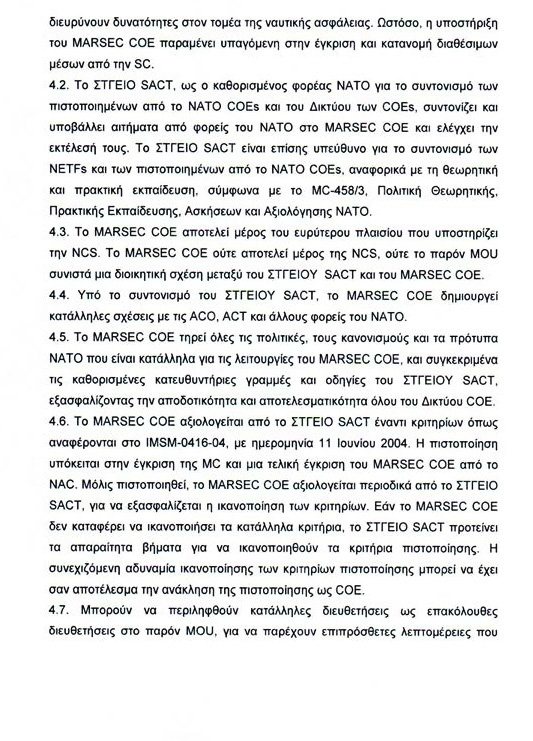 διευρύνουν δυνατότητες στον τομέα της ναυτικής ασφάλειας. Ωστόσο, η υποστήριξη
του MARSEC COE παραμένει υπαγόμενη στην έγκριση και κατανομή διαθέσιμων
μέσων από την SC.
4.2. Το ΣΤΓΕΙΟ SACT, ως ο καθορισμένος φορέας ΝΑΤΟ για το συντονισμό των
πιστοποιημένων από το ΝΑΤΟ COEs και του Δικτύου των COEs, συντονίζει και
υποβάλλει αιτήματα από φορείς του ΝΑΤΟ στο MARSEC COE και ελέγχει την
εκτέλεσή τους. Το ΣΤΓΕΙΟ SACT είναι επίσης υπεύθυνο για το συντονισμό των
NETFs και των πιστοποιημένων από το ΝΑΤΟ COEs, αναφορικά με τη θεωρητική
και πρακτική εκπαίδευση, σύμφωνα με το MC-458/3, Πολιτική Θεωρητικής,
Πρακτικής Εκπαίδευσης, Ασκήσεων και Αξιολόγησης ΝΑΤΟ.
4.3. Το MARSEC COE αποτελεί μέρος του ευρύτερου πλαισίου που υποστηρίζει
την NCS. Το MARSEC COE ούτε αποτελεί μέρος της NCS, ούτε το παρόν MOU
συνιστά μια διοικητική σχέση μεταξύ του ΣΤΓΕΙΟΥ SACT και του MARSEC COE.
4.4. Υπό το συντονισμό του ΣΤΓΕΙΟΥ SACT, το MARSEC COE δημιουργεί
κατάλληλες σχέσεις με τις ACO, ACT και άλλους φορείς του ΝΑΤΟ.
4.5. Το MARSEC COE τηρεί όλες τις πολιτικές, τους κανονισμούς και τα πρότυπα
ΝΑΤΟ που είναι κατάλληλα για τις λειτουργίες του MARSEC COE, και συγκεκριμένα
τις καθορισμένες κατευθυντήριες γραμμές και οδηγίες του ΣΤΓΕΙΟΥ SACT,
εξασφαλίζοντας την αποδοτικότητα και αποτελεσματικότητα όλου του Δικτύου COE.
4.6. Το MARSEC COE αξιολογείται από το ΣΤΓΕΙΟ SACT έναντι κριτηρίων όπως
αναφέρονται στο IMSM-0416-04, με ημερομηνία 11 Ιουνίου 2004. Η πιστοποίηση
υπόκειται στην έγκριση της MC και μια τελική έγκριση του MARSEC COE από το
NAC. Μόλις πιστοποιηθεί, το MARSEC COE αξιολογείται περιοδικά από το ΣΤΓΕΙΟ
SACT, για να εξασφαλίζεται η ικανοποίηση των κριτηρίων. Εάν το MARSEC COE
δεν καταφέρει να ικανοποιήσει τα κατάλληλα κριτήρια, το ΣΤΓΕΙΟ SACT προτείνει
τα απαραίτητα βήματα για να ικανοποιηθούν τα κριτήρια πιστοποίησης. Η
συνεχιζόμενη αδυναμία ικανοποίησης των κριτηρίων πιστοποίησης μπορεί να έχει
σαν αποτέλεσμα την ανάκληση της πιστοποίησης ως COE.
4.7. Μπορούν να περιληφθούν κατάλληλες διευθετήσεις ως επακόλουθες
διευθετήσεις στο παρόν MOU, για να παρέχουν επιπρόσθετες λεπτομέρειες που